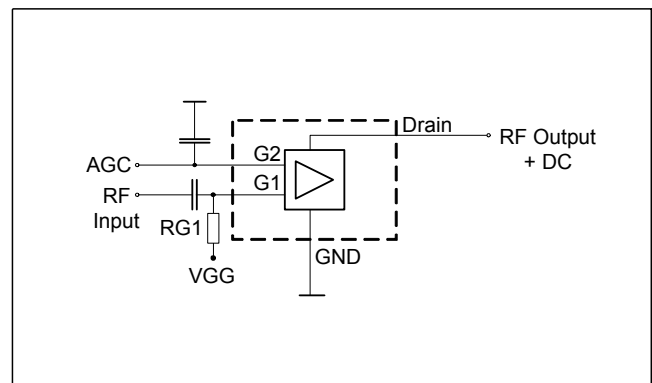 Drain
RF Output
+ DC
G2
AGC
G1
RF
Input
RG1
GND
VGG